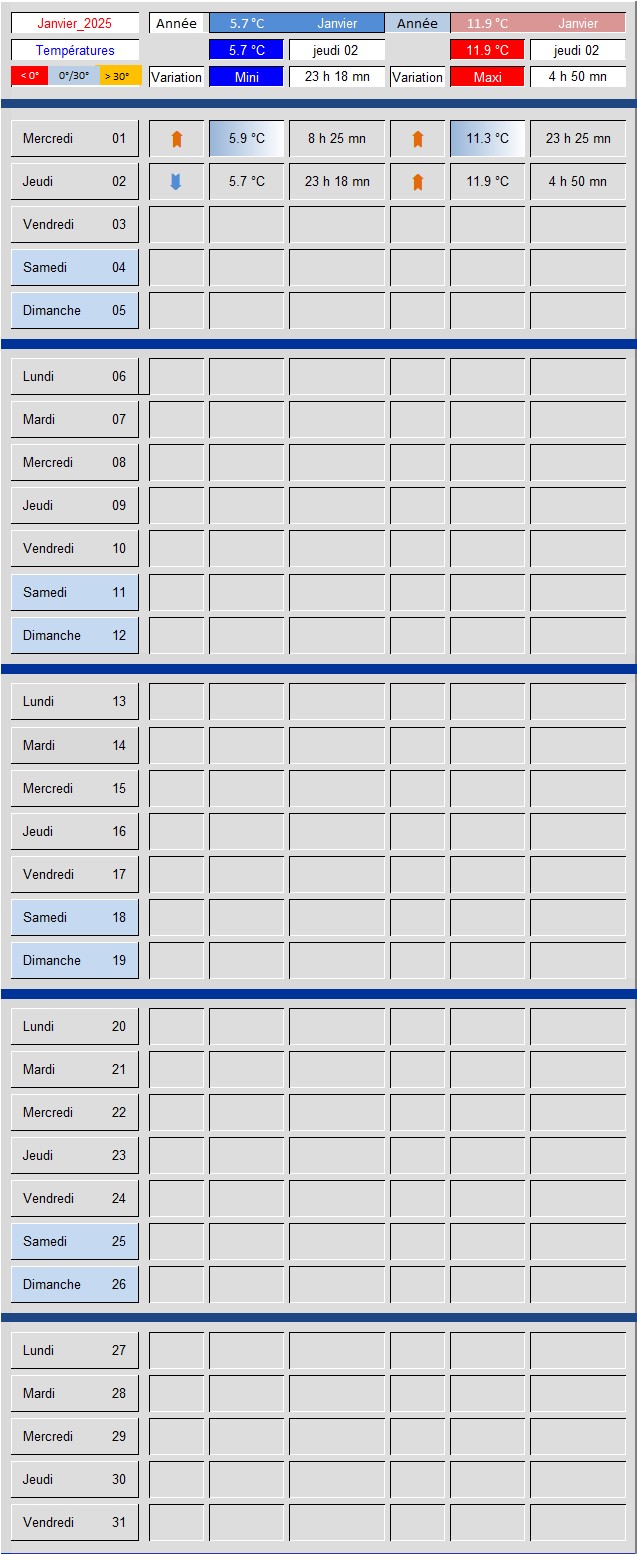 Janvier_2025 Année 5.7 °C Janvier Année 11.9 °C Janvier
Températures 5.7 °C jeudi 02 11.9 °C jeudi 02
< 0° 0°/30° > 30° Variation Mini 23 h 18 mn Variation Maxi 4 h 50 mn
Mercredi 01 5.9 °C 8 h 25 mn 11.3 °C 23 h 25 mn
Jeudi 02 5.7 °C 23 h 18 mn 11.9 °C 4 h 50 mn
Vendredi 03
Samedi 04
Dimanche 05
Lundi 06
Mardi 07
Mercredi 08
Jeudi 09
Vendredi 10
Samedi 11
Dimanche 12
Lundi 13
Mardi 14
Mercredi 15
Jeudi 16
Vendredi 17
Samedi 18
Dimanche 19
Lundi 20
Mardi 21
Mercredi 22
Jeudi 23
Vendredi 24
Samedi 25
Dimanche 26
Lundi 27
Mardi 28
Mercredi 29
Jeudi 30
Vendredi 31